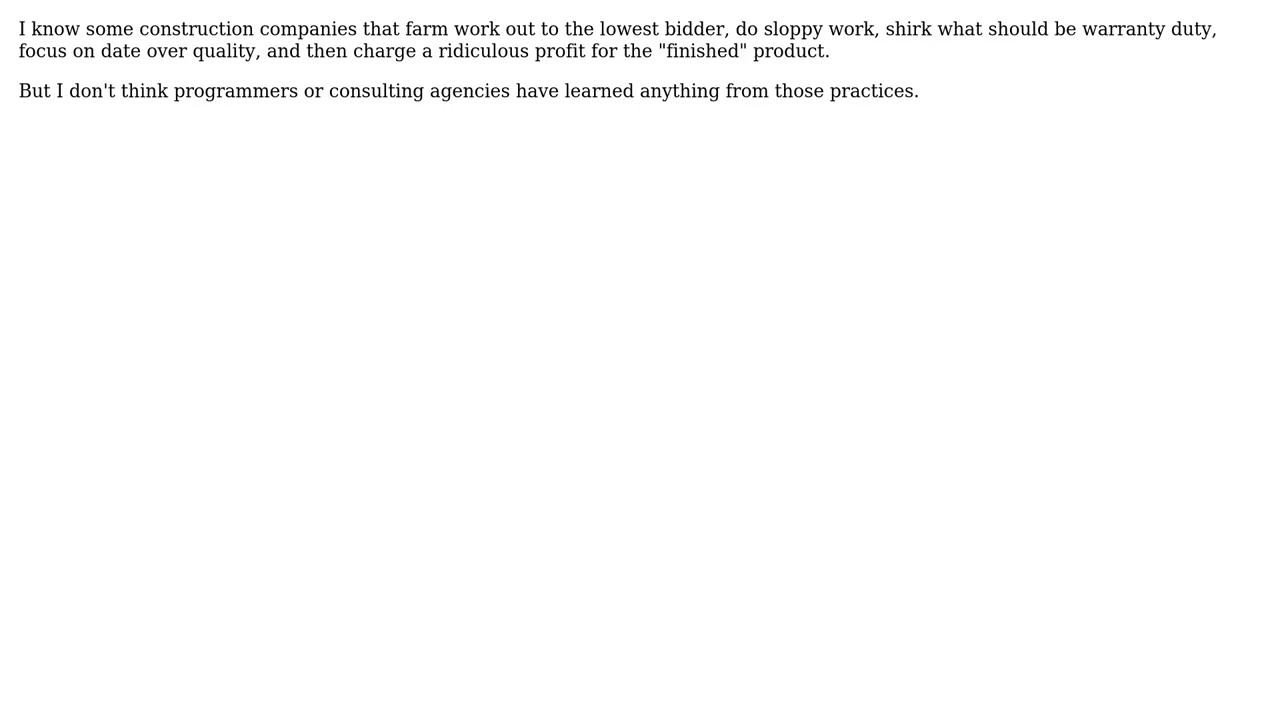 I know some construction companies that farm work out to the lowest bidder, do sloppy work, shirk what should be warranty duty,
focus on date over quality, and then charge a ridiculous profit for the "finished" product.
But I don't think programmers or consulting agencies have learned anything from those practices.